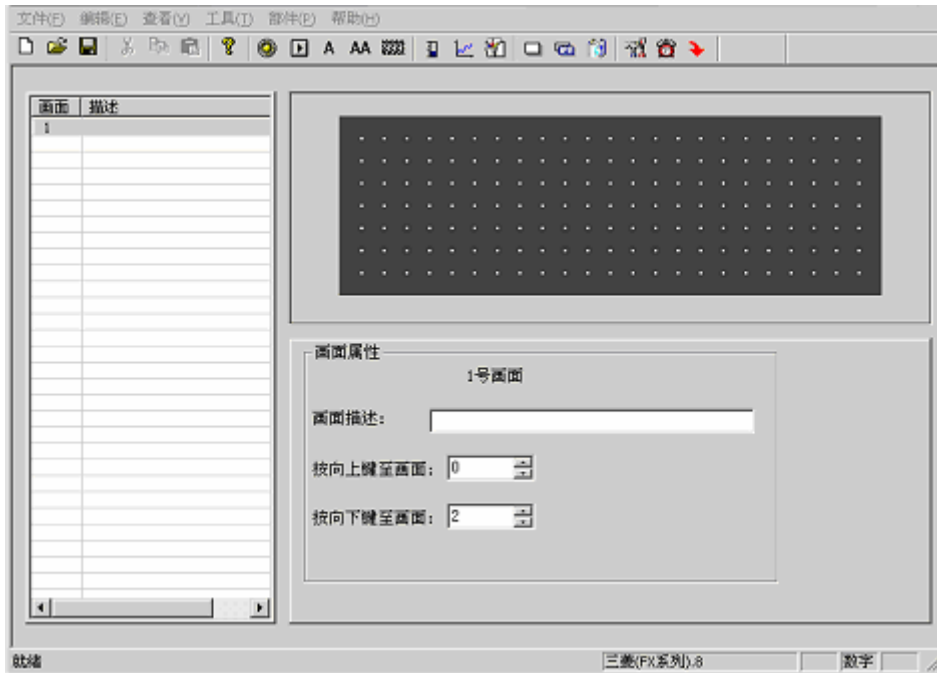 文件(F) 编辑(E) 查看(V) 工具(T) 部件(P) 帮助(H)
A AA
画面 描述
1
画面属性
1号画面
画面描述:
按向上键至画面: 0
按向下键至画面: 2
就绪 三菱(FX系列).8 数字